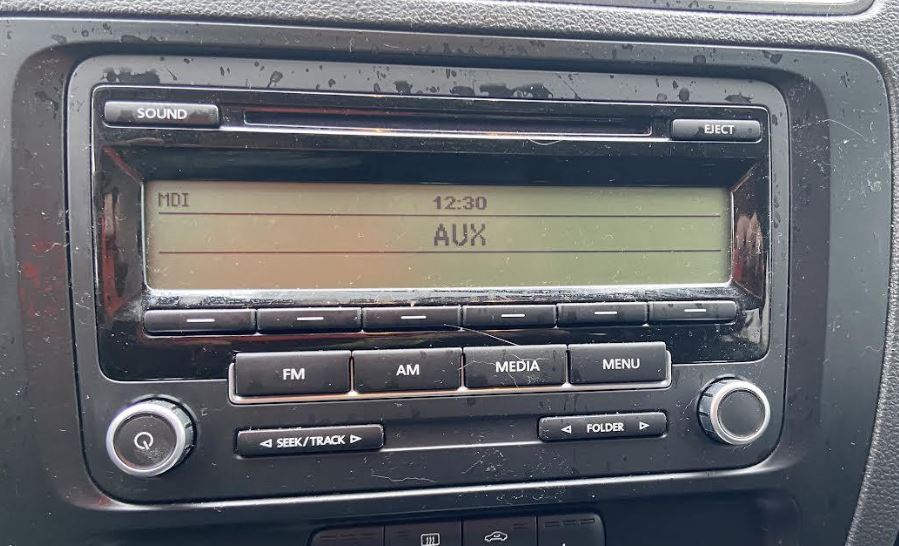 SOUND
EJECT
MDI 12:30
AUX
FM AM MEDIA MENU
SEEK/TRACK FOLDER